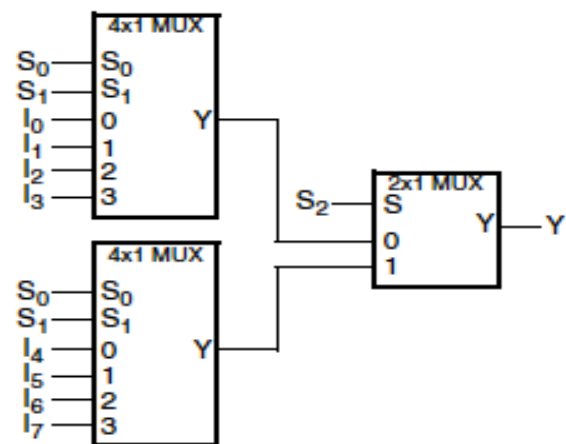 4x1 MUX
S0 S0
S1 S1
I0 0 Y
I1 1
I2 2
I3 3
2x1 MUX
S2 S
Y Y
0
1
4x1 MUX
S0 S0
S1 S1
I4 0 Y
I5 1
I6 2
I7 3